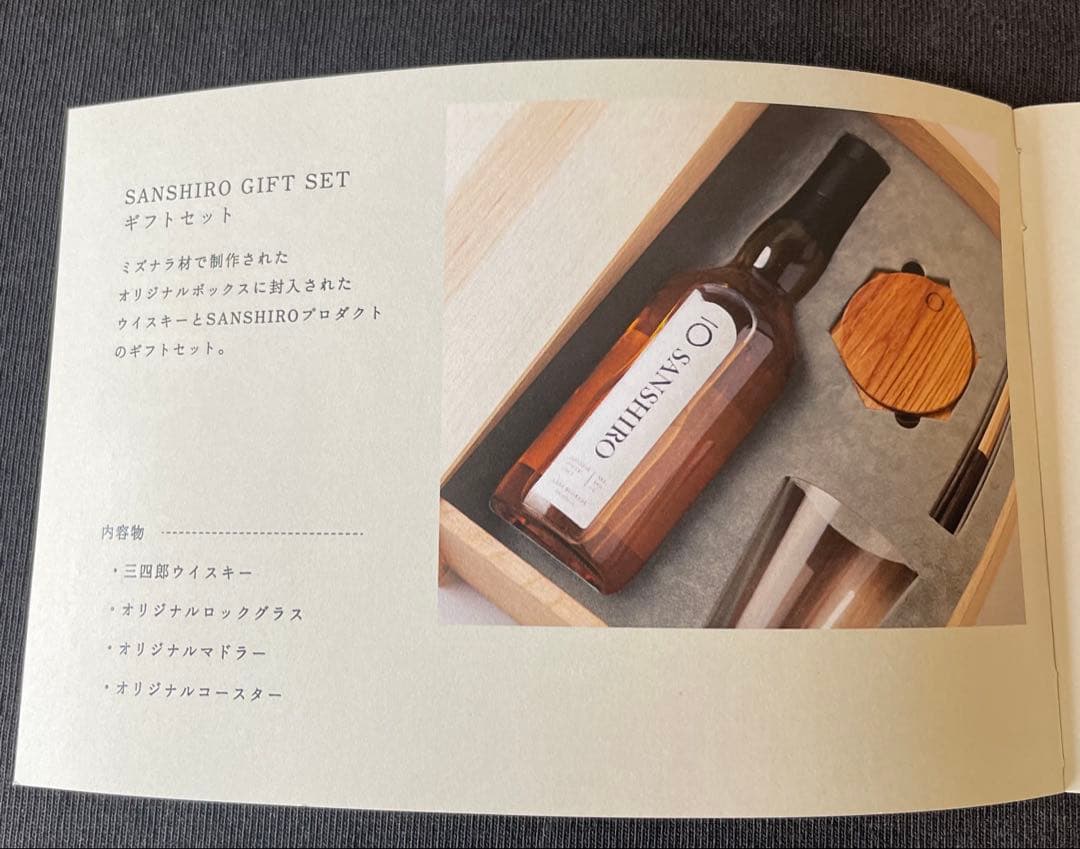 SANSHIRO GIFT SET
ギフトセット
ミズナラ材で制作された
オリジナルボックスに封入された
ウイスキーとSANSHIROプロダクト
のギフトセット。
内容物
・三四郎ウイスキー
・オリジナルロックグラス
・オリジナルマドラー
・オリジナルコースター
SANSHIRO